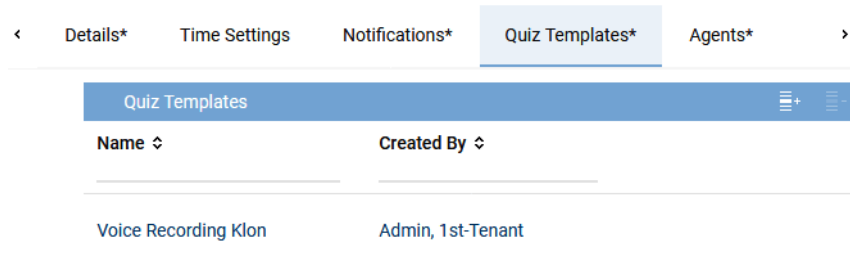 Details* Time Settings Notifications* Quiz Templates* Agents*
Quiz Templates
Name Created By
Voice Recording Klon Admin, 1st-Tenant